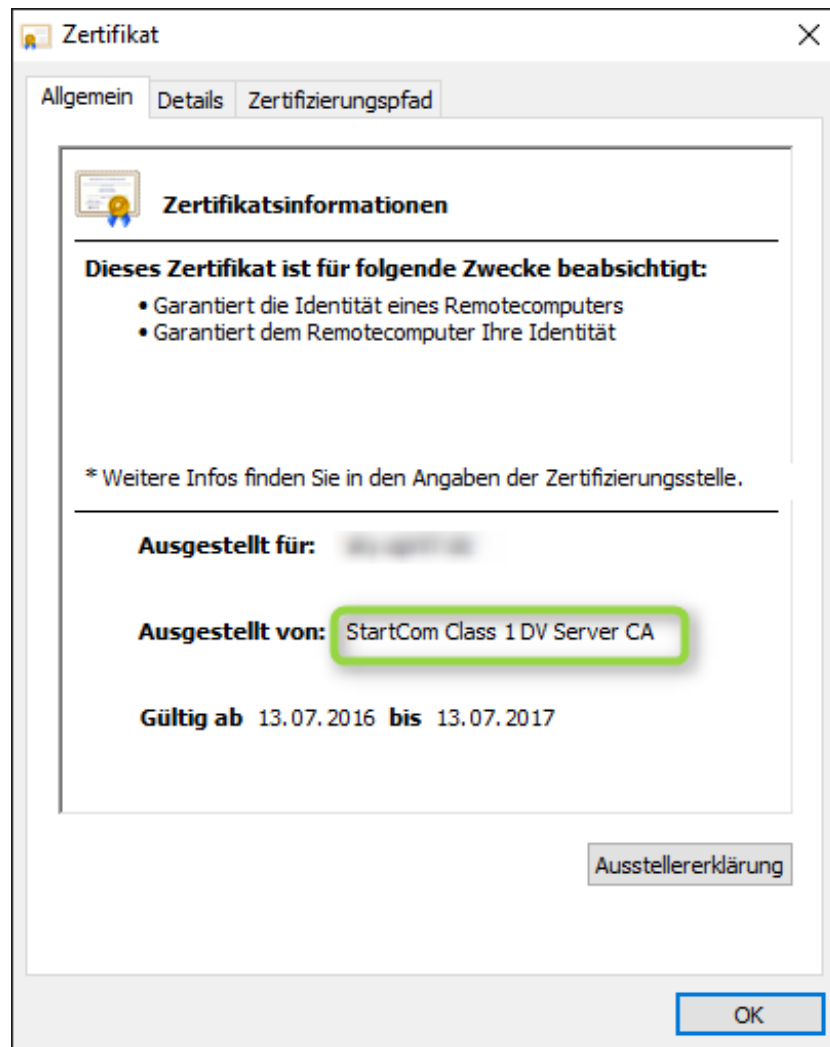 Zertifikat
Allgemein Details Zertifizierungspfad
Zertifikatsinformationen
Dieses Zertifikat ist für folgende Zwecke beabsichtigt:
• Garantiert die Identität eines Remotecomputers
• Garantiert dem Remotecomputer Ihre Identität
* Weitere Infos finden Sie in den Angaben der Zertifizierungsstelle.
Ausgestellt für:
Ausgestellt von: StartCom Class 1 DV Server CA
Gültig ab 13.07.2016 bis 13.07.2017
Ausstellererklärung
OK